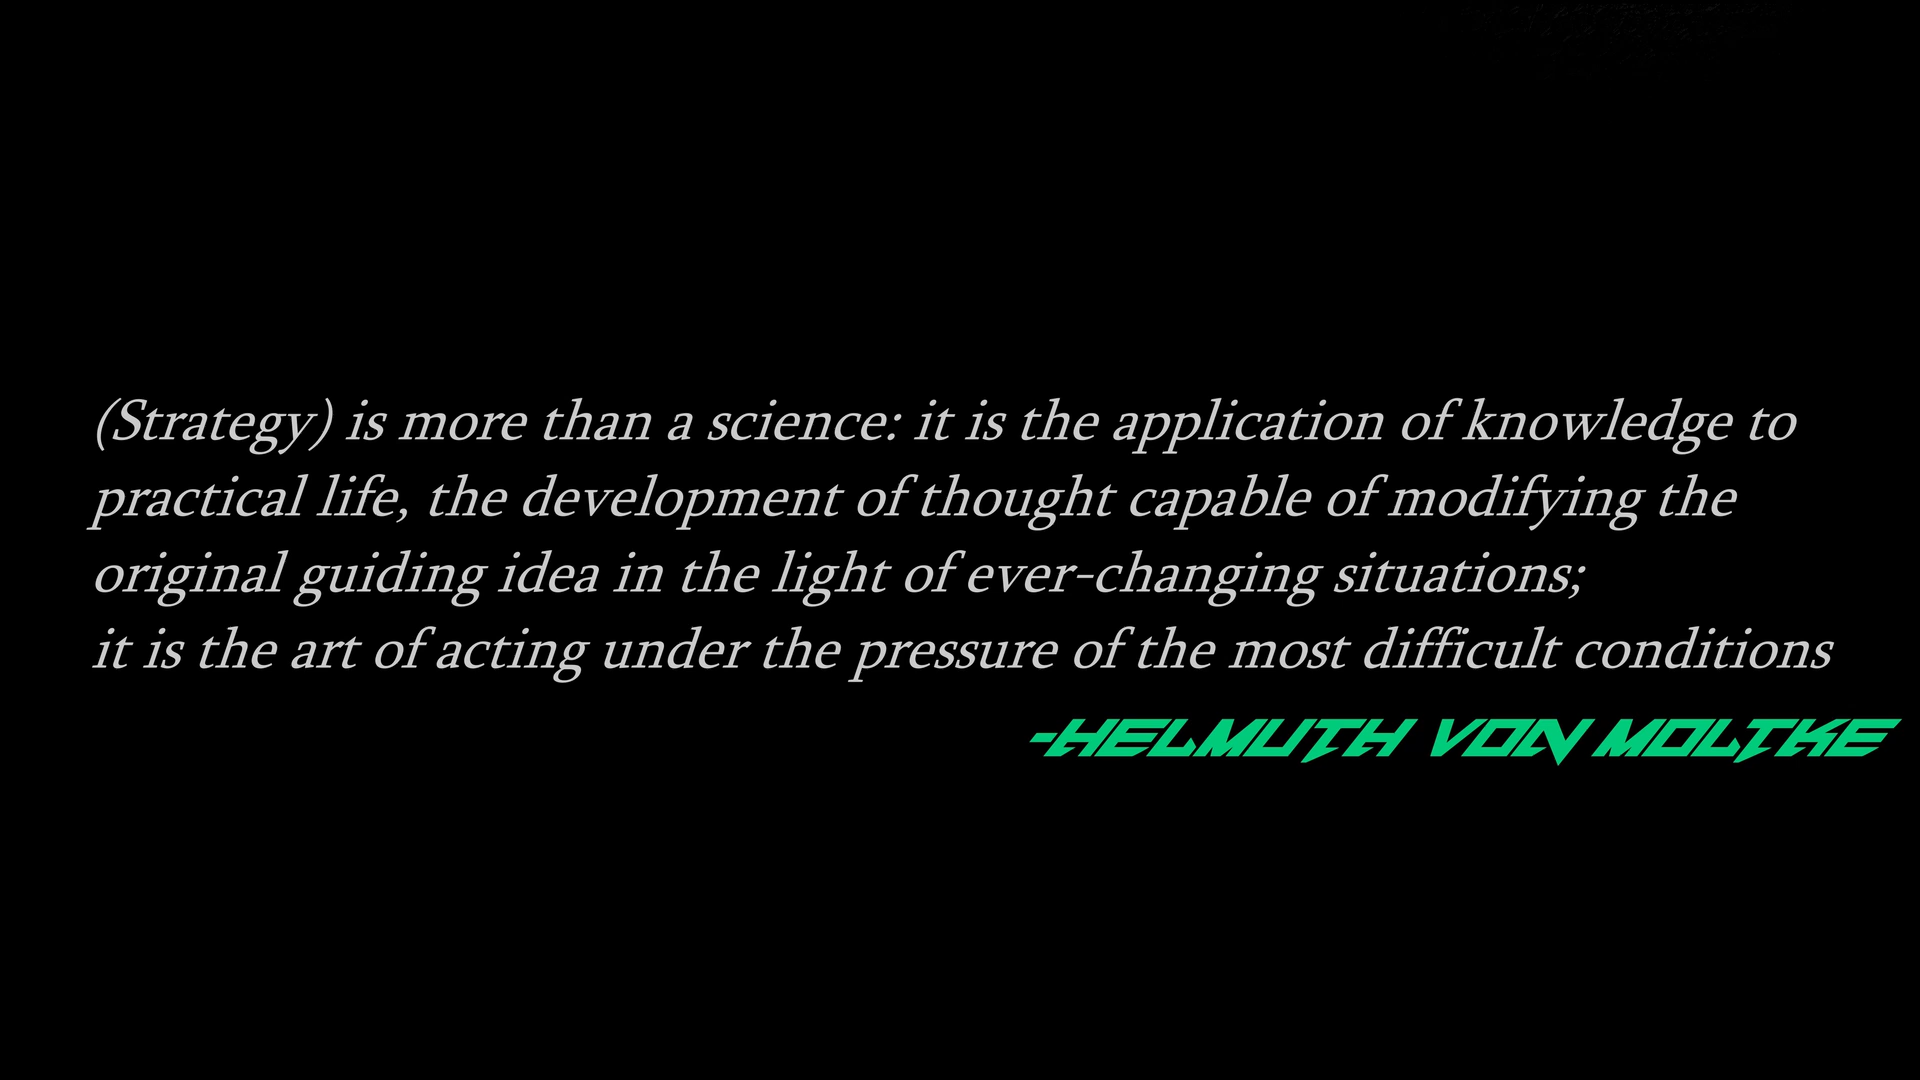 (Strategy) is more than a science: it is the application of knowledge to
practical life, the development of thought capable of modifying the
original guiding idea in the light of ever-changing situations;
it is the art of acting under the pressure of the most difficult conditions
-HELMUTH VON MOLTKE